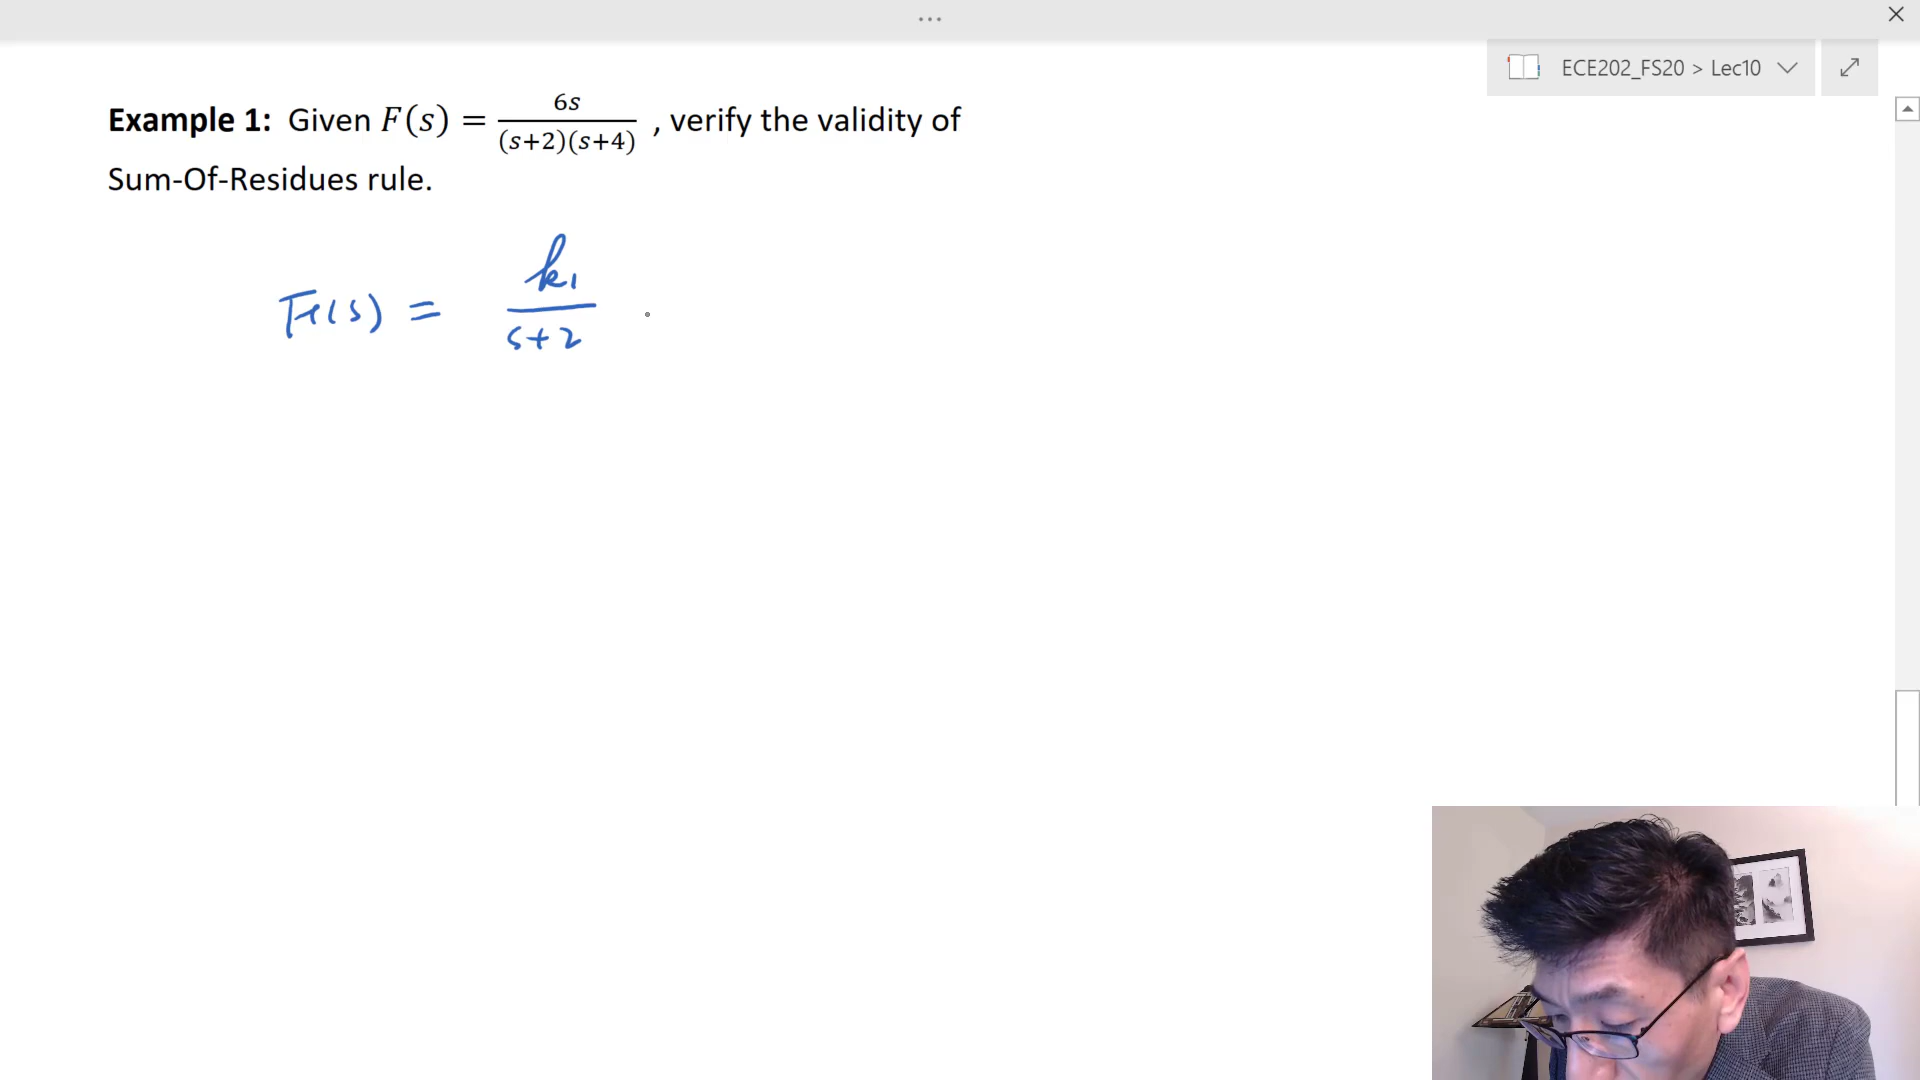 ...
ECE202_FS20 > Lec10
Example 1: Given F(s) = 6s/((s+2)(s+4)) , verify the validity of
Sum-Of-Residues rule.
F(s) = k₁/(s+2)